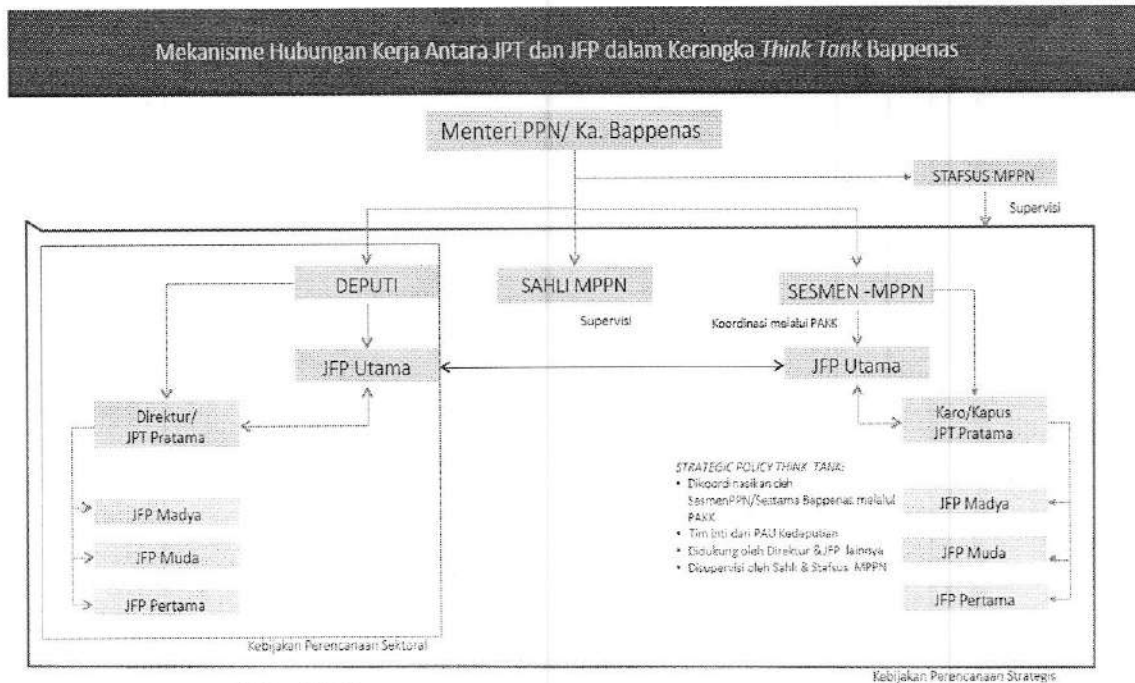 Mekanisme Hubungan Kerja Antara JPT dan JFP dalam Kerangka Think Tank Bappenas
Menteri PPN/ Ka. Bappenas
STAFSUS MPPN
Supervisi
DEPUTI
SAHLI MPPN
SESMEN -MPPN
Supervisi
Koordinasi melalui PAKK
JFP Utama
JFP Utama
Direktur/
JPT Pratama
Karo/Kapus
JPT Pratama
STRATEGIC POLICY THINK TANK:
• Dikoordinasikan oleh
SesmenPPN/Sestama Bappenas melalui
PAKK
• Tim inti dari PAU Kedeputian
• Didukung oleh Direktur & JFP lainnya
• Disupervisi oleh Sahli & Stafsus MPPN
JFP Madya
JFP Muda
JFP Pertama
JFP Madya
JFP Muda
JFP Pertama
Kebijakan Perencanaan Sektoral
Kebijakan Perencanaan Strategis